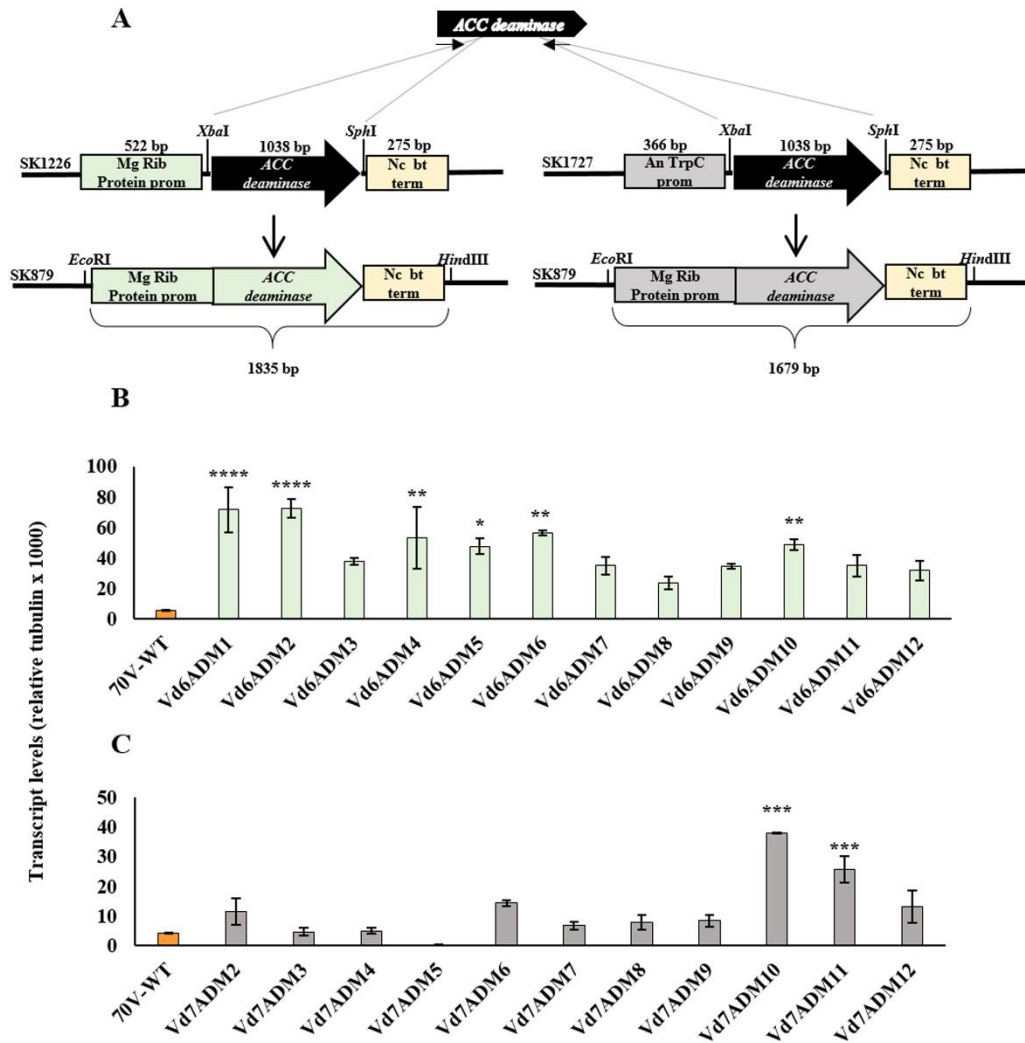 A
ACC deaminase
XbaI
SphI
522 bp
1038 bp
275 bp
SK1226
Mg Rib
Protein prom
ACC
deaminase
Nc bt
term
EcoRI
HindIII
SK879
Mg Rib
Protein prom
ACC
deaminase
Nc bt
term
1835 bp
XbaI
SphI
366 bp
1038 bp
275 bp
SK1727
An TrpC
prom
ACC
deaminase
Nc bt
term
EcoRI
HindIII
SK879
Mg Rib
Protein prom
ACC
deaminase
Nc bt
term
1679 bp
Transcript levels (relative tubulin x 1000)
B
100
80
60
40
20
0
****
****
**
*
**
**
70V-WT
Vd6ADM1
Vd6ADM2
Vd6ADM3
Vd6ADM4
Vd6ADM5
Vd6ADM6
Vd6ADM7
Vd6ADM8
Vd6ADM9
Vd6ADM10
Vd6ADM11
Vd6ADM12
C
50
40
30
20
10
0
***
***
70V-WT
Vd7ADM2
Vd7ADM3
Vd7ADM4
Vd7ADM5
Vd7ADM6
Vd7ADM7
Vd7ADM8
Vd7ADM9
Vd7ADM10
Vd7ADM11
Vd7ADM12